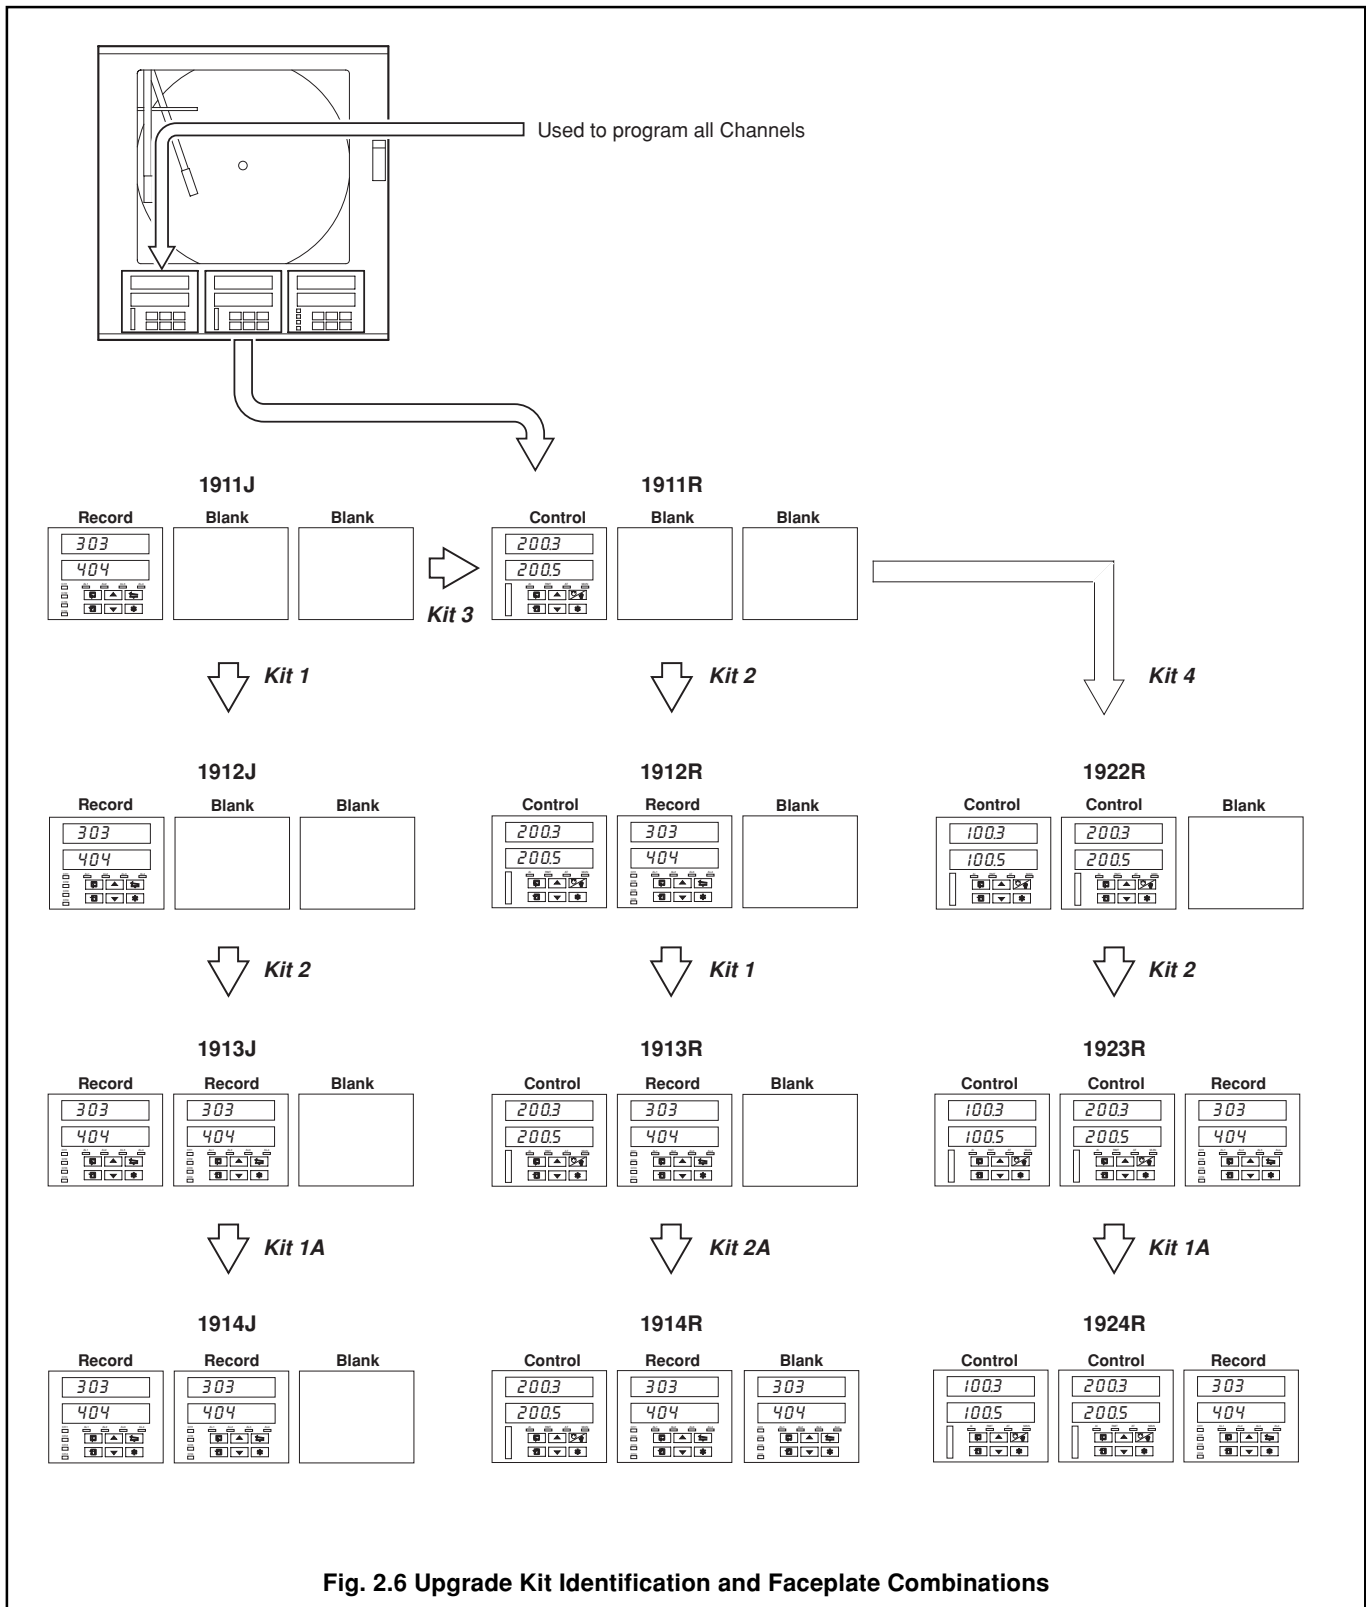 Used to program all Channels
1911J 1911R
Record Blank Blank Control Blank Blank
303 200.3
404 200.5
Kit 3
Kit 1 Kit 2 Kit 4
1912J 1912R 1922R
Record Blank Blank Control Record Blank Control Control Blank
303 200.3 303 100.3 200.3
404 200.5 404 100.5 200.5
Kit 2 Kit 1 Kit 2
1913J 1913R 1923R
Record Record Blank Control Record Blank Control Control Record
303 303 200.3 303 100.3 200.3 303
404 404 200.5 404 100.5 200.5 404
Kit 1A Kit 2A Kit 1A
1914J 1914R 1924R
Record Record Blank Control Record Blank Control Control Record
303 303 200.3 303 303 100.3 200.3 303
404 404 200.5 404 404 100.5 200.5 404
Fig. 2.6 Upgrade Kit Identification and Faceplate Combinations